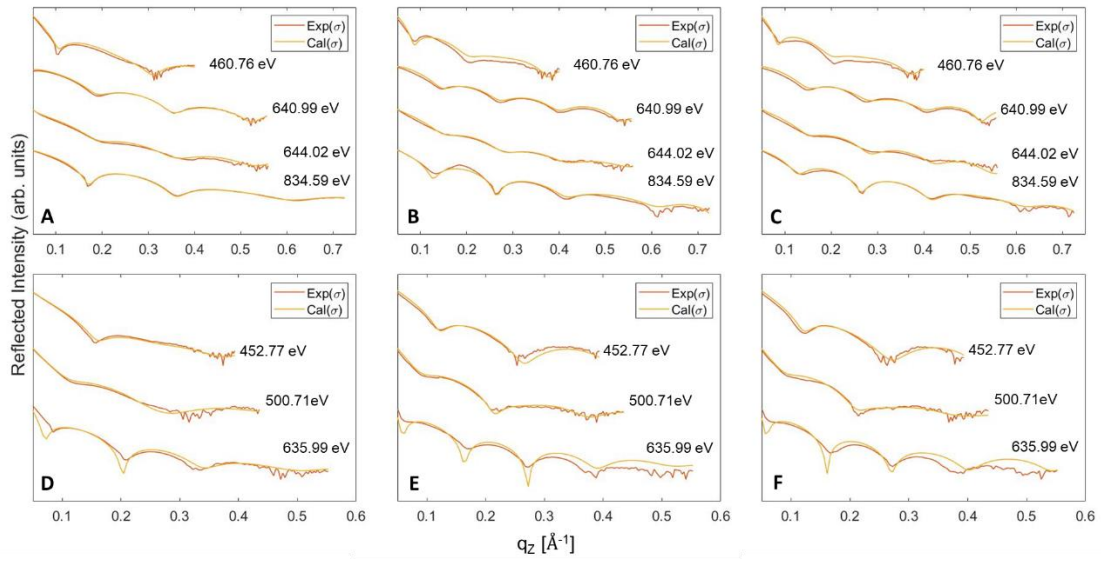 Reflected Intensity (arb. units)
Exp(σ)
Cal(σ)
460.76 eV
640.99 eV
644.02 eV
834.59 eV
A
0.1 0.2 0.3 0.4 0.5 0.6 0.7
Exp(σ)
Cal(σ)
460.76 eV
640.99 eV
644.02 eV
834.59 eV
B
0.1 0.2 0.3 0.4 0.5 0.6 0.7
Exp(σ)
Cal(σ)
460.76 eV
640.99 eV
644.02 eV
834.59 eV
C
0.1 0.2 0.3 0.4 0.5 0.6 0.7
Exp(σ)
Cal(σ)
452.77 eV
500.71eV
635.99 eV
D
0.1 0.2 0.3 0.4 0.5 0.6
Exp(σ)
Cal(σ)
452.77 eV
500.71eV
635.99 eV
E
0.1 0.2 0.3 0.4 0.5 0.6
Exp(σ)
Cal(σ)
452.77 eV
500.71eV
635.99 eV
F
0.1 0.2 0.3 0.4 0.5 0.6
qZ [Å-1]